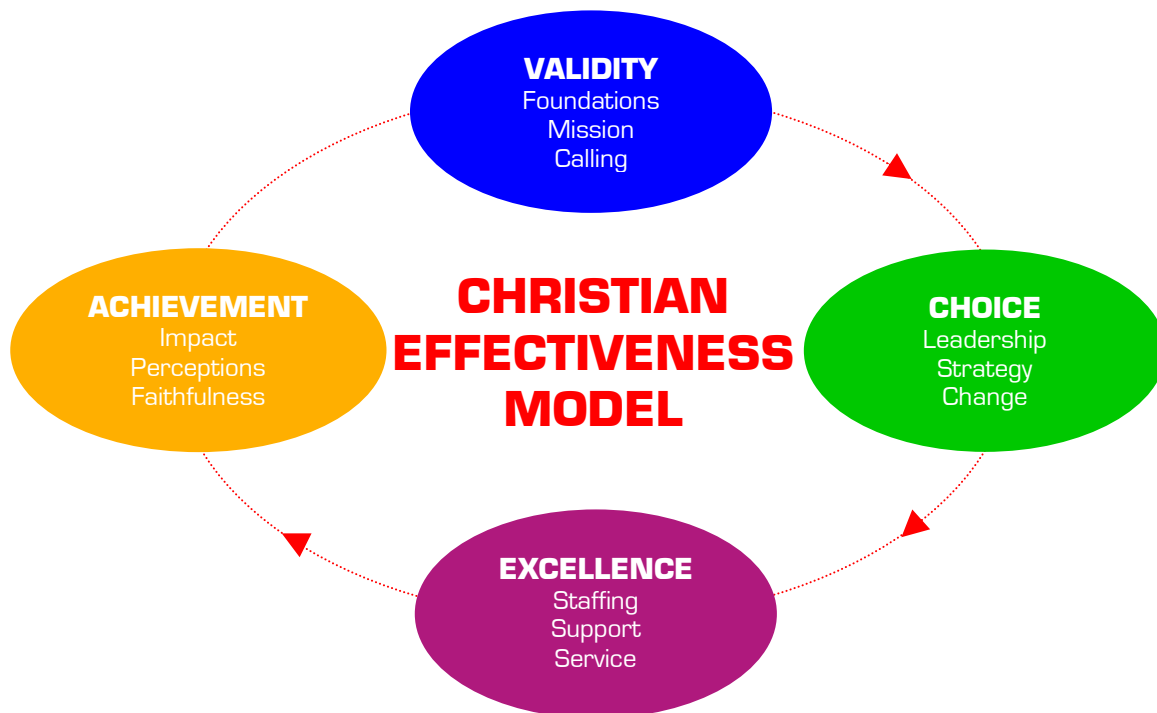 VALIDITY
Foundations
Mission
Calling
ACHIEVEMENT
Impact
Perceptions
Faithfulness
CHRISTIAN
EFFECTIVENESS
MODEL
CHOICE
Leadership
Strategy
Change
EXCELLENCE
Staffing
Support
Service